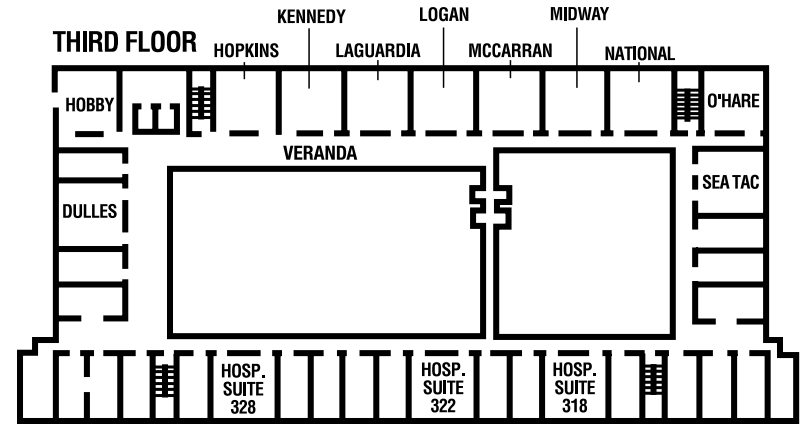 KENNEDY
LOGAN
MIDWAY
THIRD FLOOR
HOPKINS
LAGUARDIA
MCCARRAN
NATIONAL
HOBBY
O'HARE
VERANDA
DULLES
SEA TAC
HOSP.
SUITE
328
HOSP.
SUITE
322
HOSP.
SUITE
318